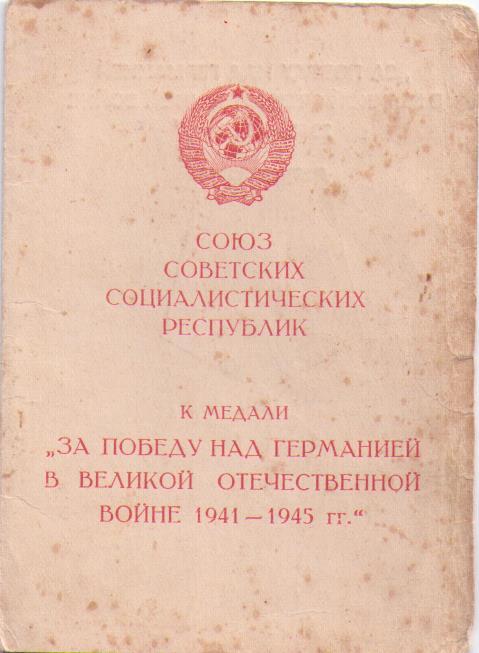 СОЮЗ
СОВЕТСКИХ
СОЦИАЛИСТИЧЕСКИХ
РЕСПУБЛИК
К МЕДАЛИ
„ЗА ПОБЕДУ НАД ГЕРМАНИЕЙ
В ВЕЛИКОЙ ОТЕЧЕСТВЕННОЙ
ВОЙНЕ 1941 — 1945 гг.“